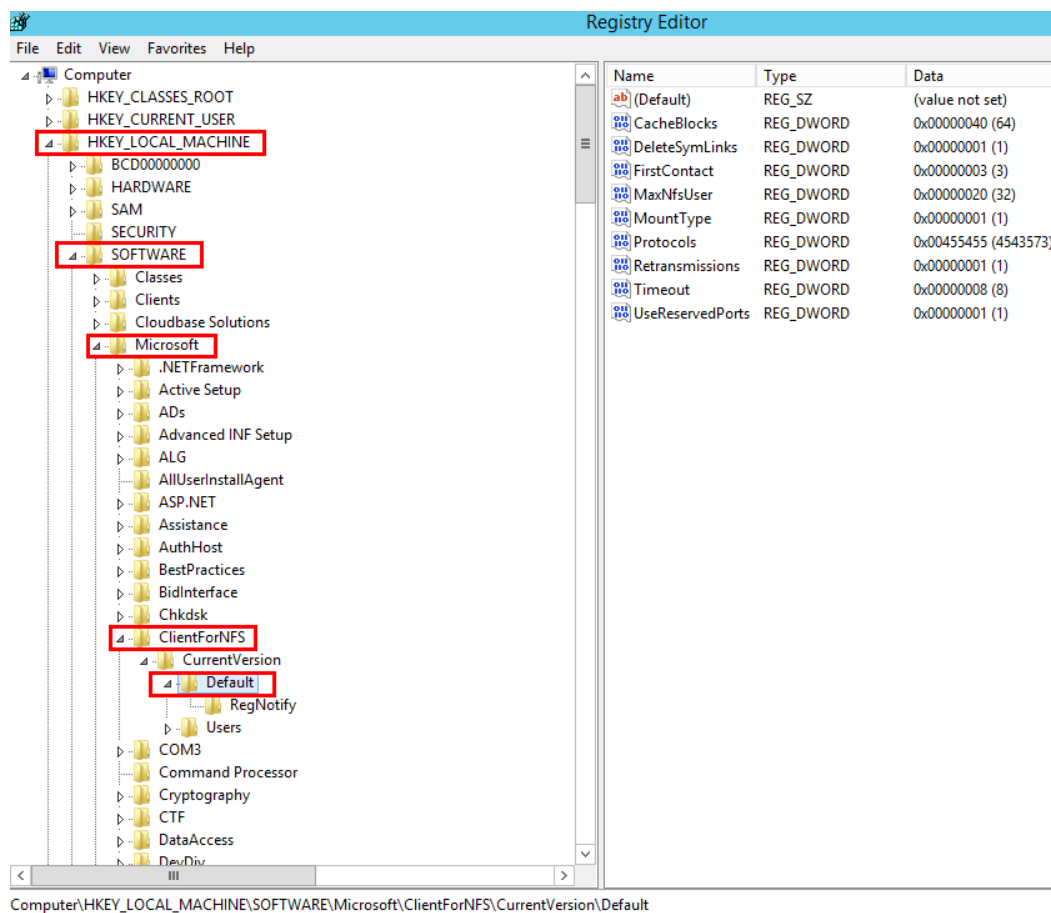 Registry Editor
File Edit View Favorites Help
Computer
HKEY_CLASSES_ROOT
HKEY_CURRENT_USER
HKEY_LOCAL_MACHINE
BCD00000000
HARDWARE
SAM
SECURITY
SOFTWARE
Classes
Clients
Cloudbase Solutions
Microsoft
.NETFramework
Active Setup
ADs
Advanced INF Setup
ALG
AllUserInstallAgent
ASP.NET
Assistance
AuthHost
BestPractices
BidInterface
Chkdsk
ClientForNFS
CurrentVersion
Default
RegNotify
Users
COM3
Command Processor
Cryptography
CTF
DataAccess
DevDiv
Name Type Data
(Default) REG_SZ (value not set)
CacheBlocks REG_DWORD 0x00000040 (64)
DeleteSymLinks REG_DWORD 0x00000001 (1)
FirstContact REG_DWORD 0x00000003 (3)
MaxNfsUser REG_DWORD 0x00000020 (32)
MountType REG_DWORD 0x00000001 (1)
Protocols REG_DWORD 0x00455455 (4543573)
Retransmissions REG_DWORD 0x00000001 (1)
Timeout REG_DWORD 0x00000008 (8)
UseReservedPorts REG_DWORD 0x00000001 (1)
Computer\HKEY_LOCAL_MACHINE\SOFTWARE\Microsoft\ClientForNFS\CurrentVersion\Default